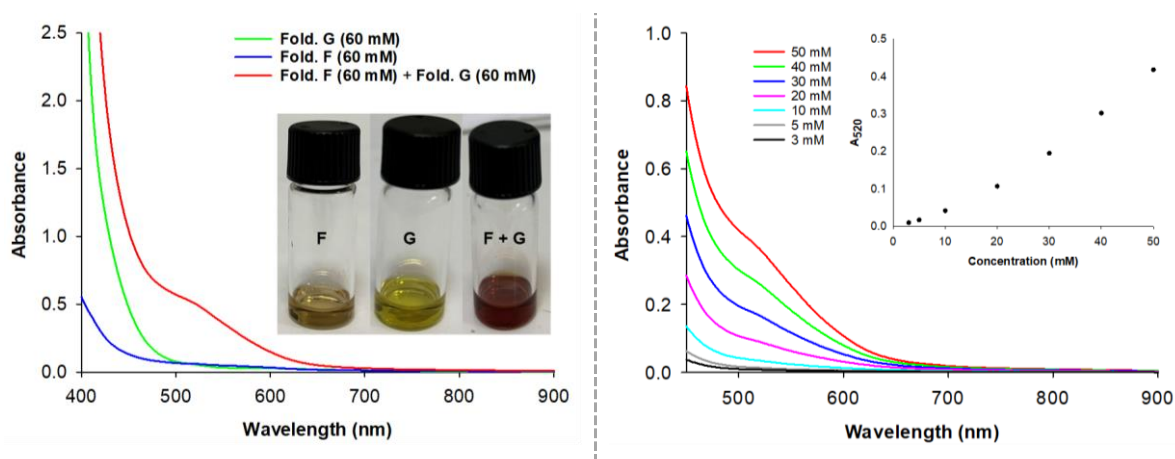 2.5
2.0
1.5
1.0
0.5
0.0
Absorbance
Fold. G (60 mM)
Fold. F (60 mM)
Fold. F (60 mM) + Fold. G (60 mM)
F
G
F + G
400
500
600
700
800
900
Wavelength (nm)
1.0
0.8
0.6
0.4
0.2
0.0
Absorbance
50 mM
40 mM
30 mM
20 mM
10 mM
5 mM
3 mM
0.5
0.4
0.3
0.2
0.1
0.0
A520
0
10
20
30
40
50
Concentration (mM)
500
600
700
800
900
Wavelength (nm)